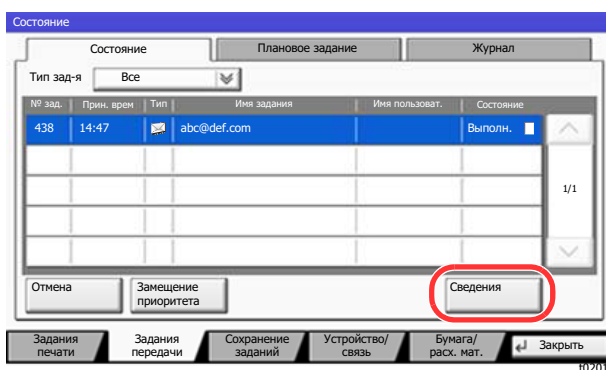 Состояние
Состояние Плановое задание Журнал
Тип зад-я Все
№ зад. Прин. врем Тип Имя задания Имя пользоват. Состояние
438 14:47 abc@def.com Выполн.
1/1
Отмена Замещение приоритета Сведения
Задания печати Задания передачи Сохранение заданий Устройство/связь Бумага/расх. мат. Закрыть
f0201